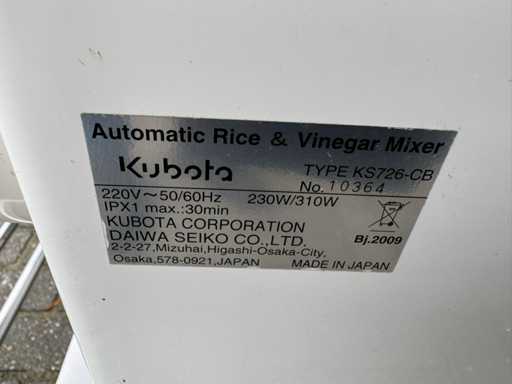 Automatic Rice & Vinegar Mixer
Kubota
TYPE KS726-CB
No. 10364
220V~50/60Hz 230W/310W
IPX1 max.:30min
KUBOTA CORPORATION
DAIWA SEIKO CO.,LTD.
Bj.2009
2-2-27,Mizuhai,Higashi-Osaka-City,
Osaka,578-0921,JAPAN MADE IN JAPAN